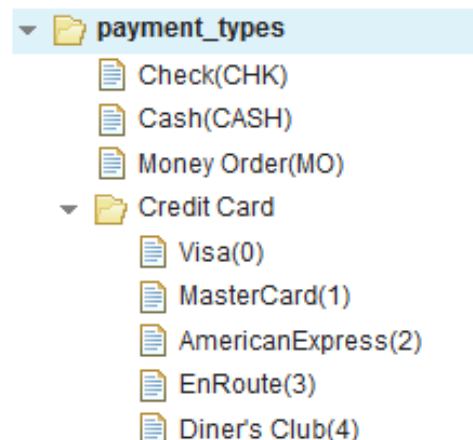 payment_types
Check(CHK)
Cash(CASH)
Money Order(MO)
Credit Card
Visa(0)
MasterCard(1)
AmericanExpress(2)
EnRoute(3)
Diner's Club(4)